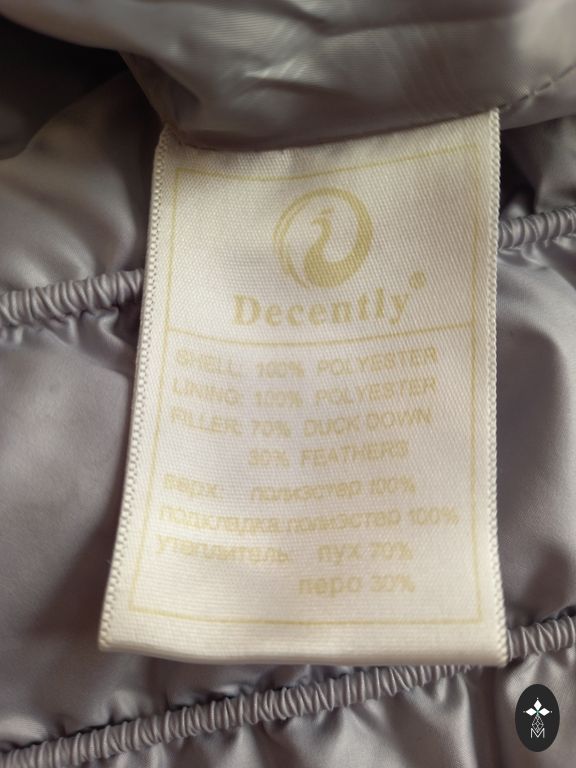 Decently®
SHELL: 100% POLYESTER
LINING: 100% POLYESTER
FILLER: 70% DUCK DOWN
30% FEATHERS
верх: полиэстер 100%
подкладка: полиэстер 100%
утеплитель: пух 70%
перо 30%
M